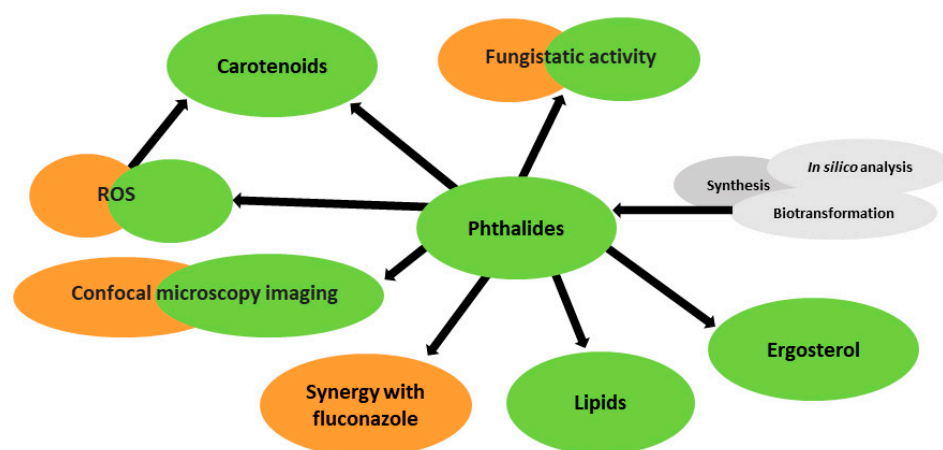 Carotenoids
Fungistatic activity
In silico analysis
Synthesis
ROS
Biotransformation
Phthalides
Confocal microscopy imaging
Ergosterol
Synergy with
fluconazole
Lipids